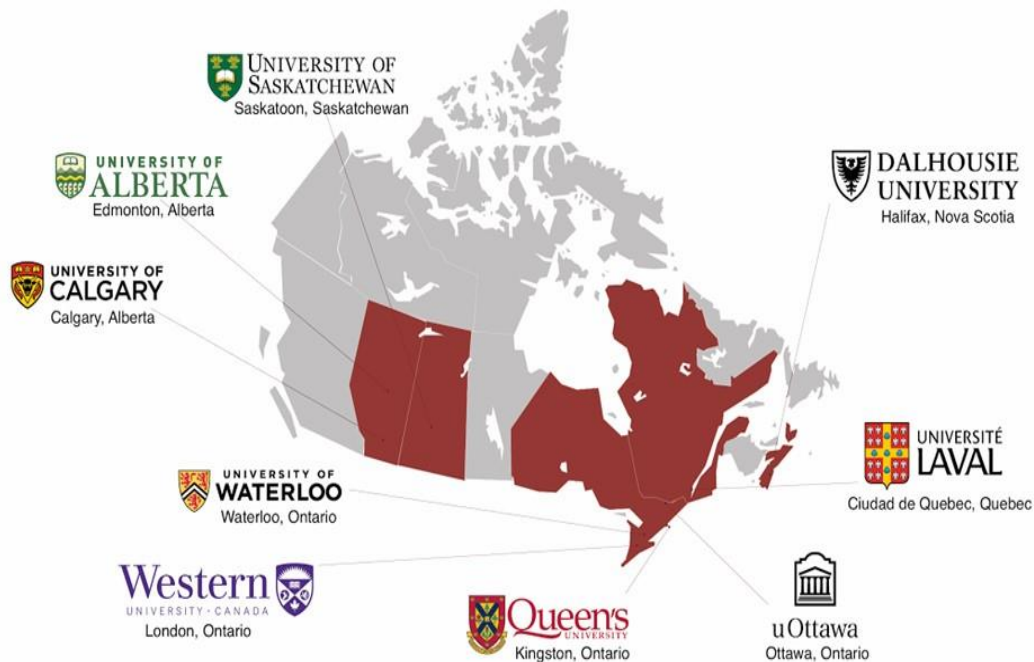 UNIVERSITY OF
SASKATCHEWAN
Saskatoon, Saskatchewan
UNIVERSITY OF
ALBERTA
Edmonton, Alberta
DALHOUSIE
UNIVERSITY
Halifax, Nova Scotia
UNIVERSITY OF
CALGARY
Calgary, Alberta
UNIVERSITÉ
LAVAL
Ciudad de Quebec, Quebec
UNIVERSITY OF
WATERLOO
Waterloo, Ontario
Western
UNIVERSITY · CANADA
London, Ontario
Queen's
UNIVERSITY
Kingston, Ontario
uOttawa
Ottawa, Ontario